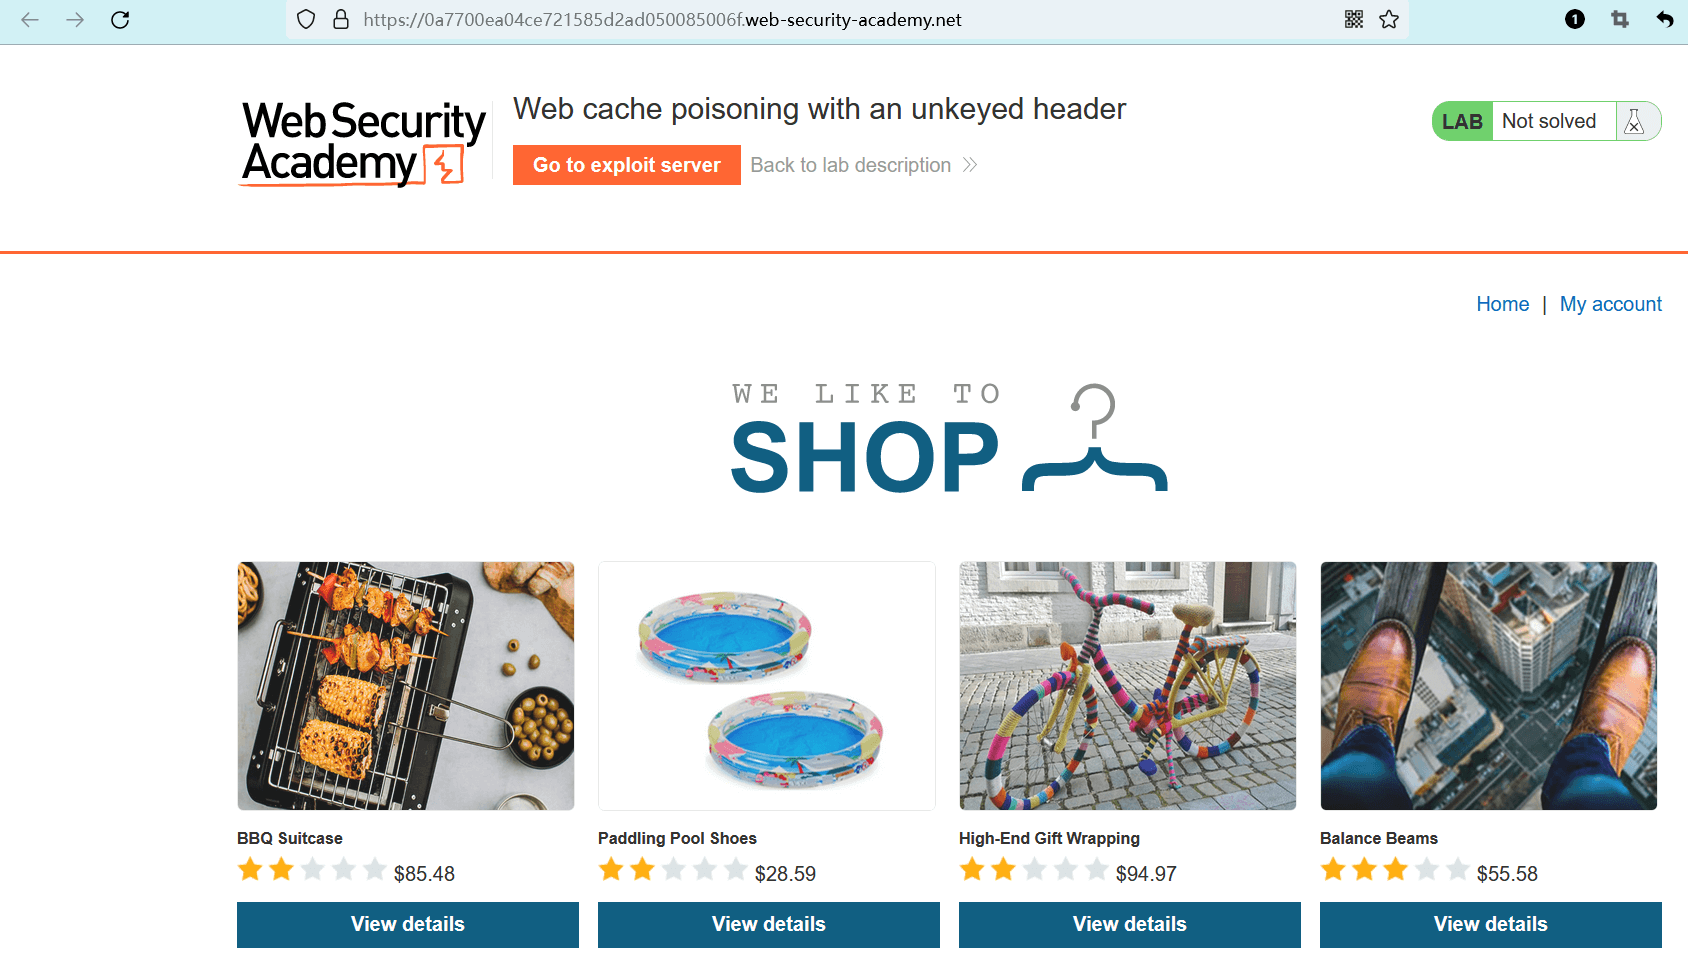 https://0a7700ea04ce721585d2ad050085006f.web-security-academy.net
1
Web Security
Academy
Web cache poisoning with an unkeyed header
Go to exploit server
Back to lab description
LAB
Not solved
Home | My account
WE LIKE TO
SHOP
BBQ Suitcase
$85.48
View details
Paddling Pool Shoes
$28.59
View details
High-End Gift Wrapping
$94.97
View details
Balance Beams
$55.58
View details